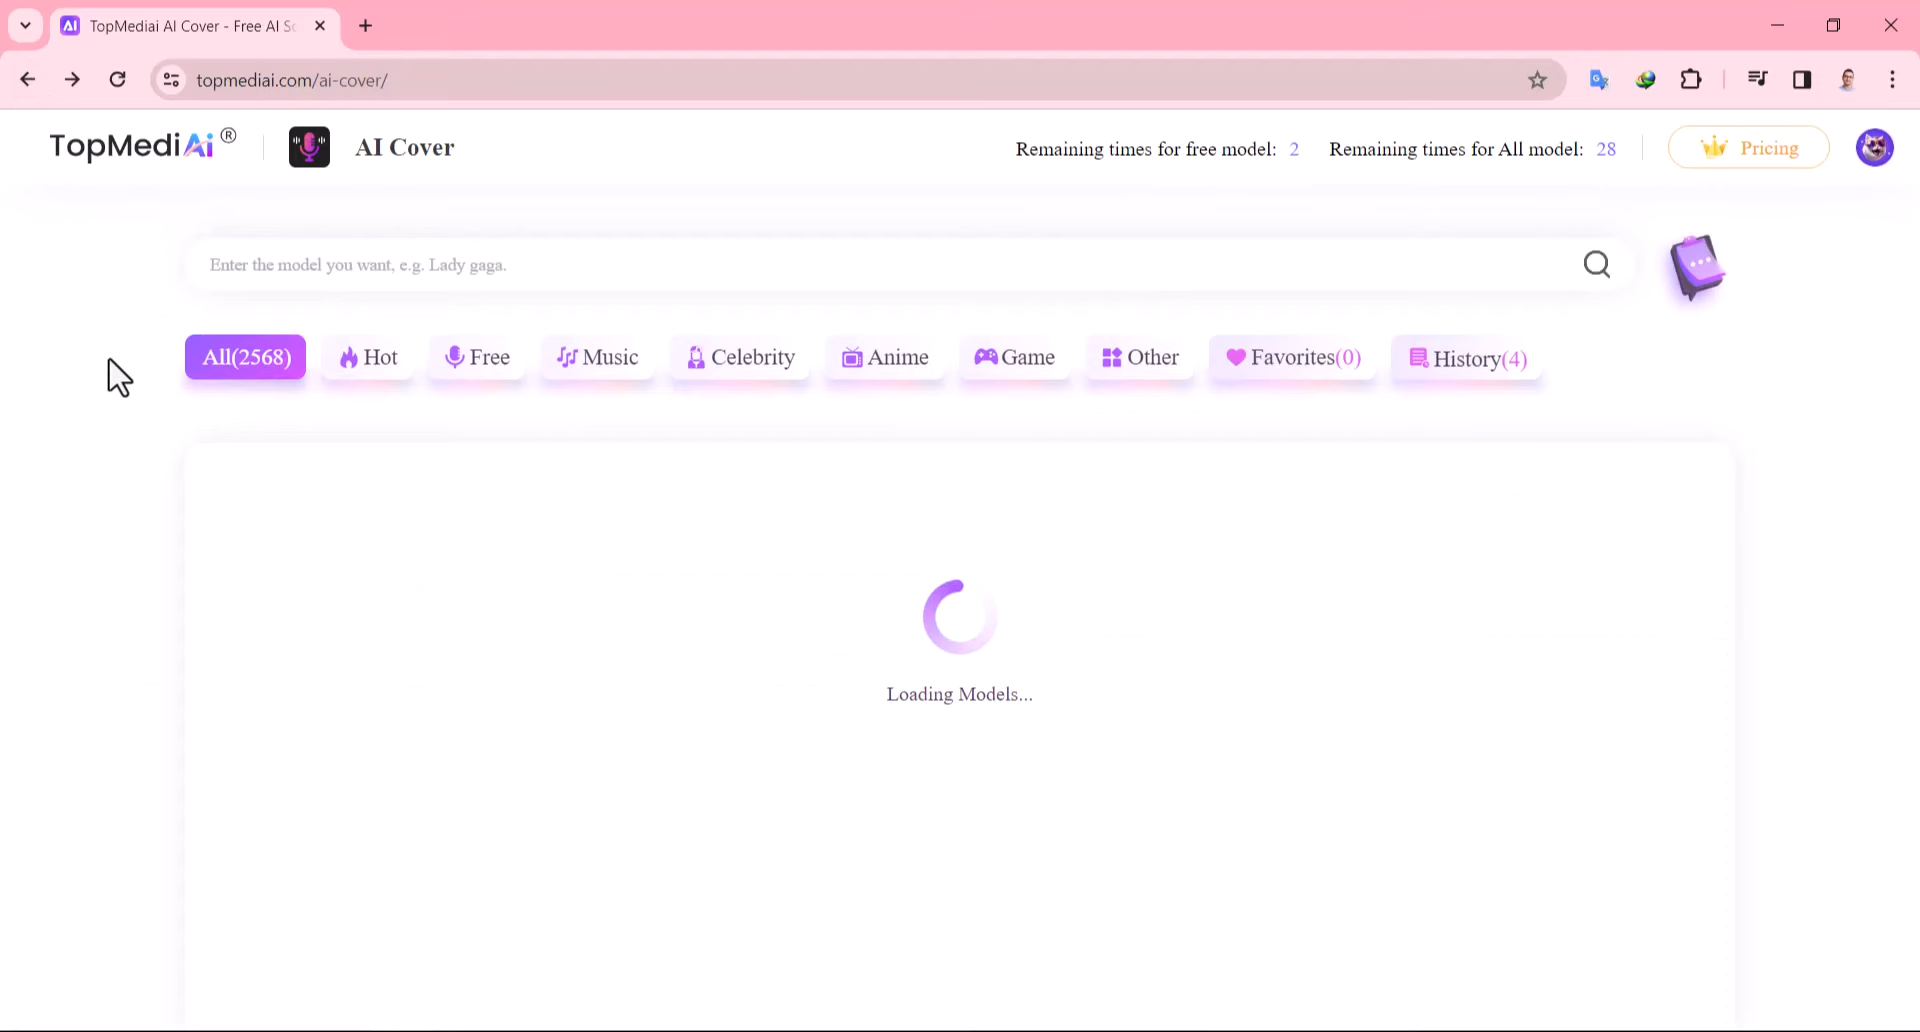 AI TopMediai AI Cover - Free AI Sc
topmediai.com/ai-cover/
TopMediAi ® AI Cover Remaining times for free model: 2 Remaining times for All model: 28 Pricing
Enter the model you want, e.g. Lady gaga.
All(2568) Hot Free Music Celebrity Anime Game Other Favorites(0) History(4)
Loading Models...